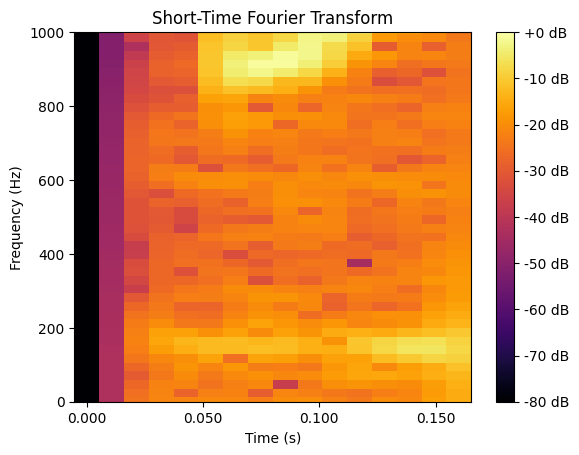 Short-Time Fourier Transform
Frequency (Hz)
1000
800
600
400
200
0
0.000
0.050
0.100
0.150
Time (s)
+0 dB
-10 dB
-20 dB
-30 dB
-40 dB
-50 dB
-60 dB
-70 dB
-80 dB